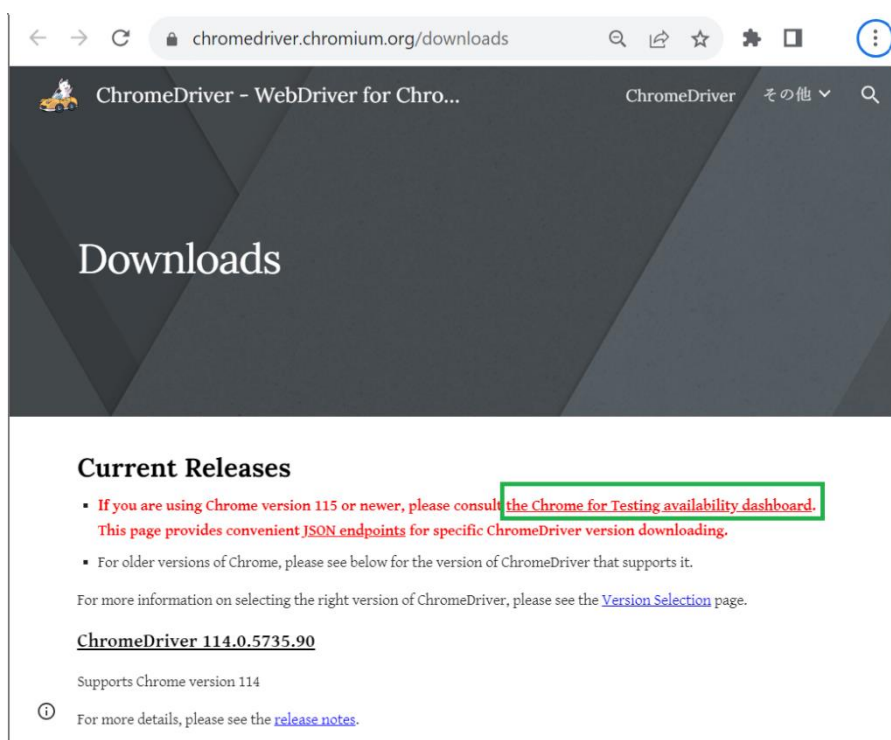 chromedriver.chromium.org/downloads
ChromeDriver - WebDriver for Chro... ChromeDriver その他
Downloads
Current Releases
If you are using Chrome version 115 or newer, please consult the Chrome for Testing availability dashboard.
This page provides convenient JSON endpoints for specific ChromeDriver version downloading.
For older versions of Chrome, please see below for the version of ChromeDriver that supports it.
For more information on selecting the right version of ChromeDriver, please see the Version Selection page.
ChromeDriver 114.0.5735.90
Supports Chrome version 114
For more details, please see the release notes.